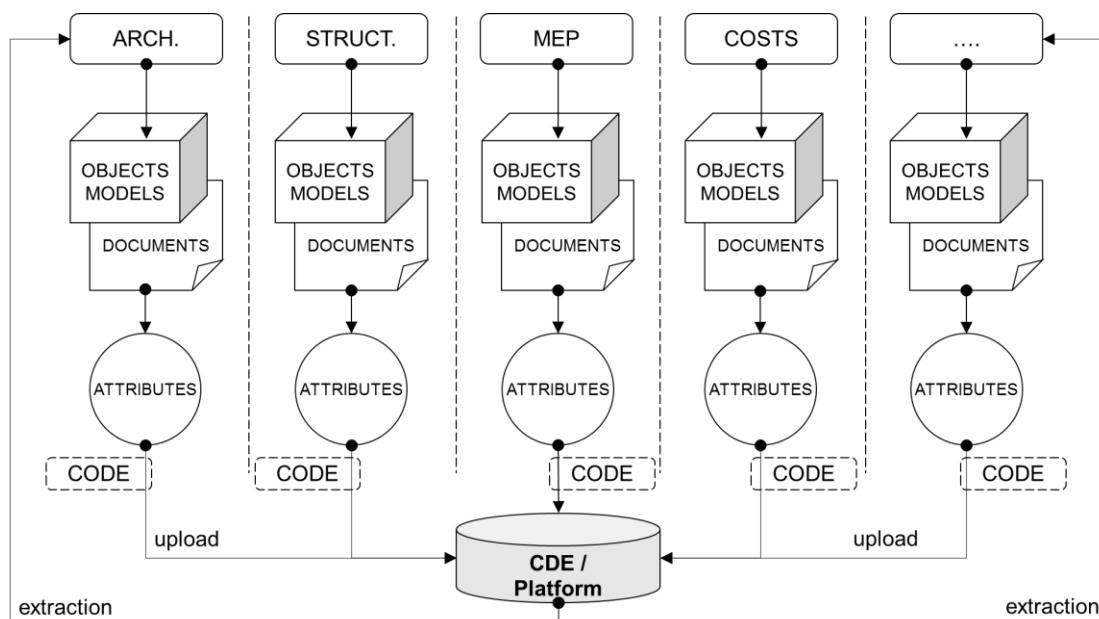 ARCH.
STRUCT.
MEP
COSTS
....
OBJECTS
MODELS
OBJECTS
MODELS
OBJECTS
MODELS
OBJECTS
MODELS
OBJECTS
MODELS
DOCUMENTS
DOCUMENTS
DOCUMENTS
DOCUMENTS
DOCUMENTS
ATTRIBUTES
ATTRIBUTES
ATTRIBUTES
ATTRIBUTES
ATTRIBUTES
CODE
CODE
CODE
CODE
CODE
upload
upload
CDE /
Platform
extraction
extraction